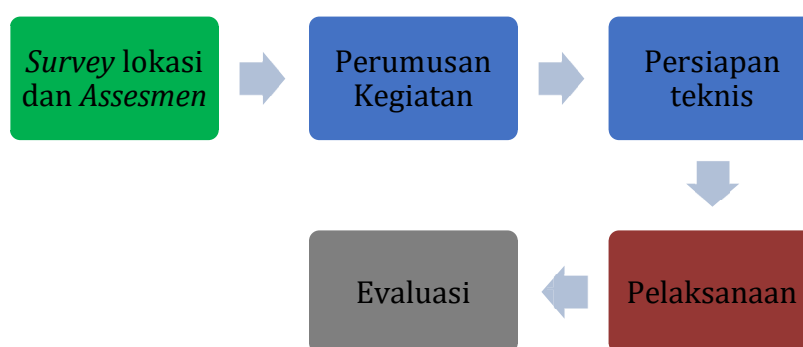 Survey lokasi
dan Assesmen
Perumusan
Kegiatan
Persiapan
teknis
Pelaksanaan
Evaluasi